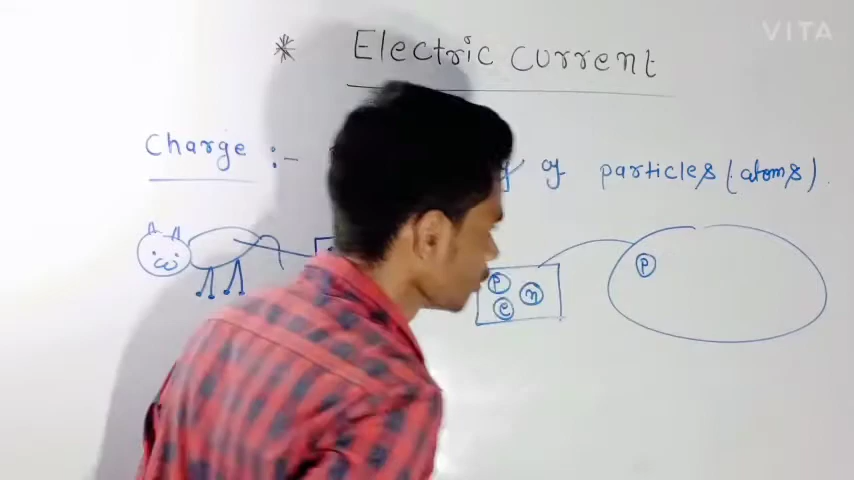 VITA
* Electric Current
Charge :- of particles (atoms).
p
e n
p